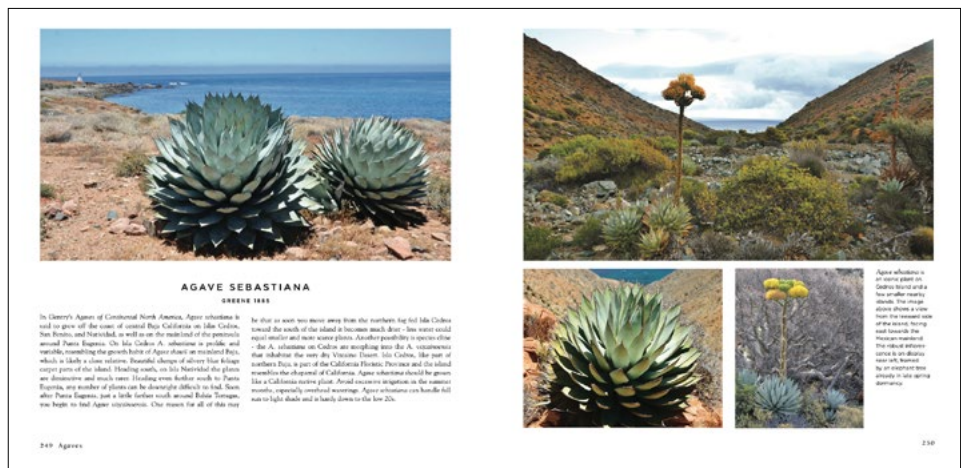 AGAVE SEBASTIANA
GREENE 1885
In Gentry's Agaves of Continental North America, Agave sebastiana is
said to grow off the coast of central Baja California on Islas Cedros,
San Benito, and Natividad, as well as on the mainland of the peninsula
around Punta Eugenia. On Isla Cedros A. sebastiana is prolific and
variable, resembling the growth habit of Agave shawii on mainland Baja,
which is likely a close relative. Beautiful clumps of silvery blue foliage
carpet parts of the island. Heading south, on Isla Natividad the plants
are diminutive and much rarer. Heading even further south to Punta
Eugenia, any number of plants can be downright difficult to find. Soon
after Punta Eugenia, just a little further south around Bahia Tortugas,
you begin to find Agave vizcainoensis. One reason for all of this may
be that as soon you move away from the northern fog fed Isla Cedros
toward the south of the island it becomes much drier - less water could
equal smaller and more scarce plants. Another possibility is species cline
- the A. sebastiana on Cedros are morphing into the A. vizcainoensis
that inhabitat the very dry Vizcaino Desert. Isla Cedros, like part of
northern Baja, is part of the California Floristic Province and the island
resembles the chaparral of California. Agave sebastiana should be grown
like a California native plant. Avoid excessive irrigation in the summer
months, especially overhead waterings. Agave sebastiana can handle full
sun to light shade and is hardy down to the low 20s.
Agave sebastiana is
an iconic plant on
Cedros Island and a
few smaller nearby
islands. The image
above shows a view
from the leeward side
of the island, facing
east towards the
Mexican mainland.
The robust inflores-
cence is on display
near left, framed
by an elephant tree
already in late spring
dormancy.
249 Agaves
250